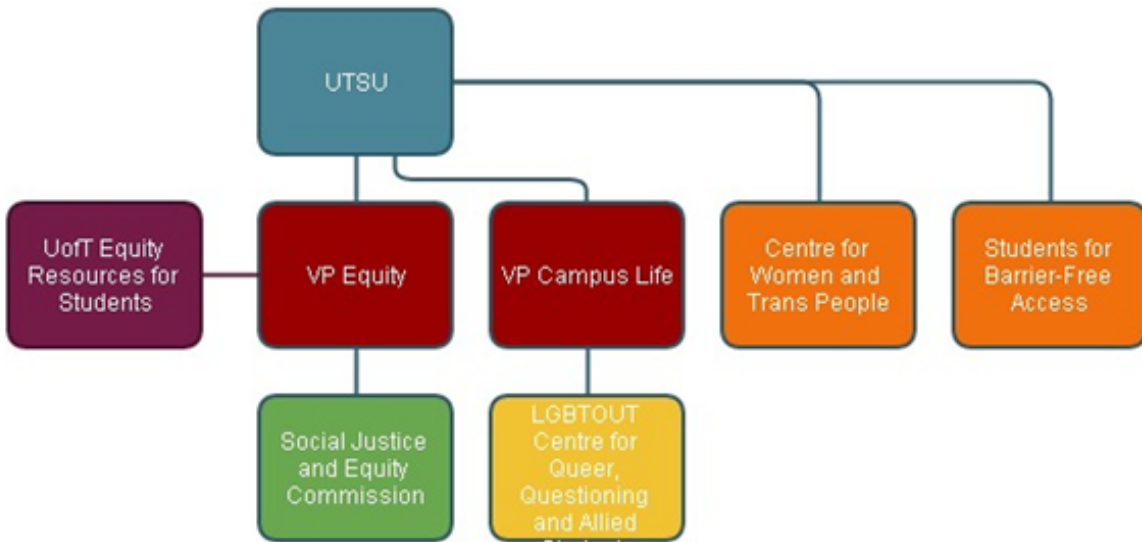 UTSU
UofT Equity
Resources for
Students
VP Equity
VP Campus Life
Centre for
Women and
Trans People
Students for
Barrier-Free
Access
Social Justice
and Equity
Commission
LGBTOUT
Centre for
Queer,
Questioning
and Allied